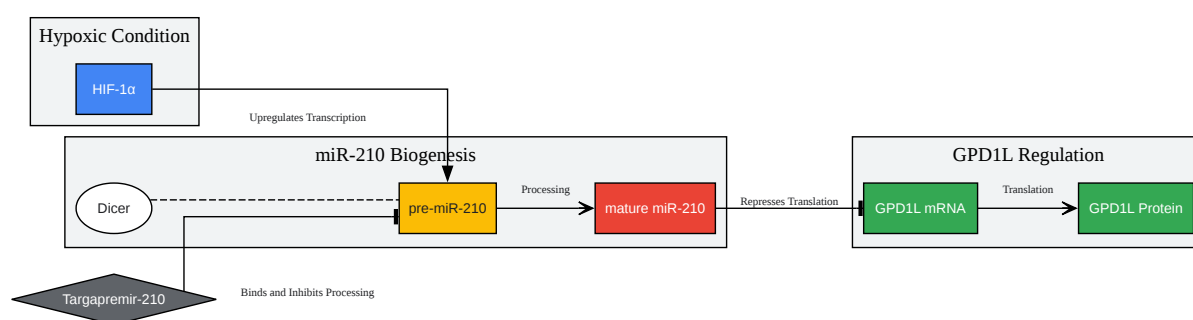 Hypoxic Condition
HIF-1α
Upregulates Transcription
miR-210 Biogenesis
GPD1L Regulation
Dicer
pre-miR-210
Processing
mature miR-210
Represses Translation
GPD1L mRNA
Translation
GPD1L Protein
Targapremir-210
Binds and Inhibits Processing